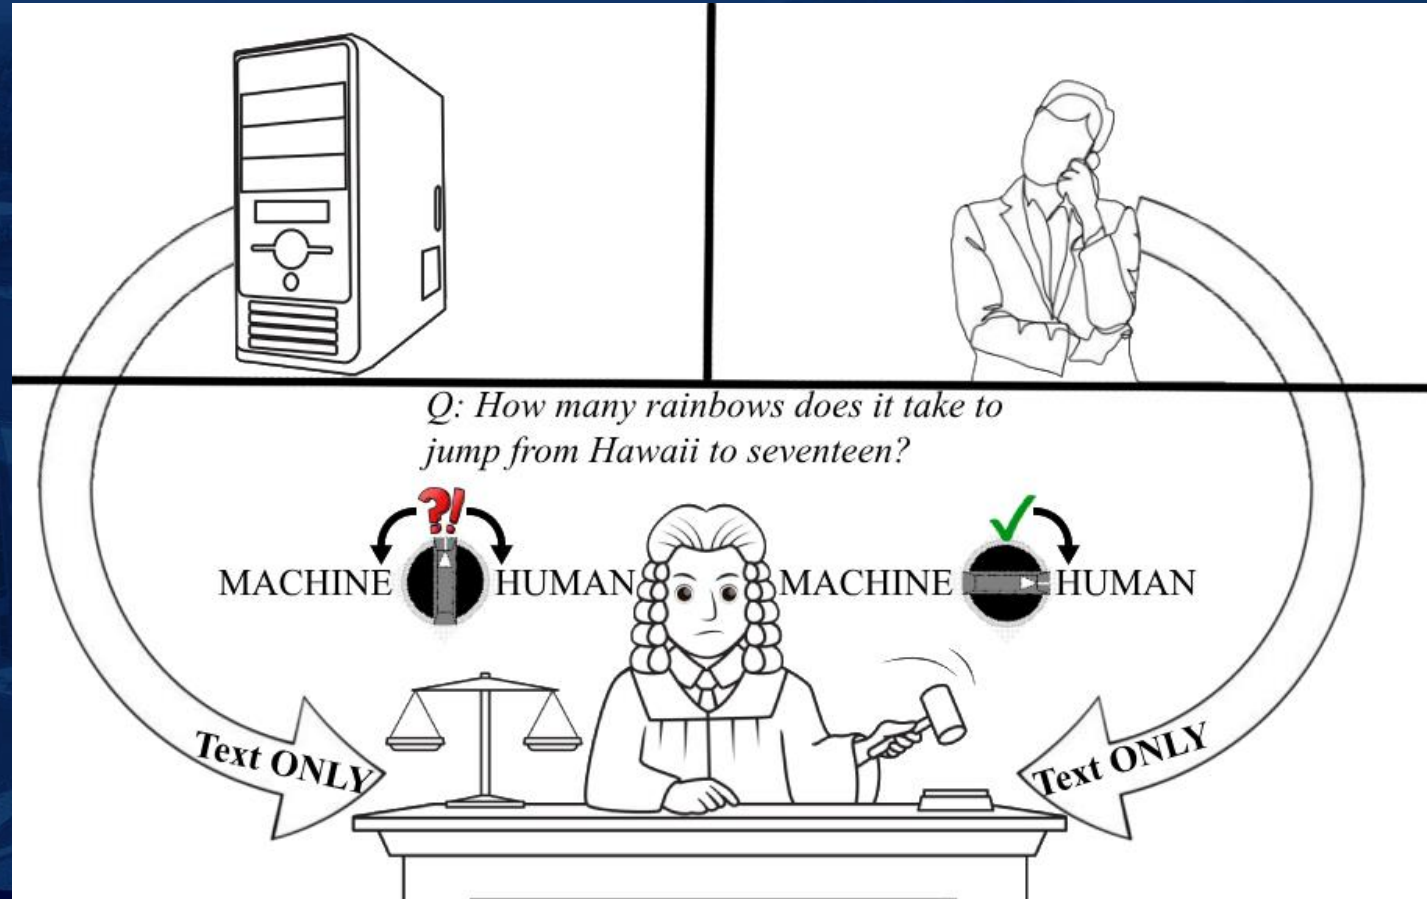 Q: How many rainbows does it take to
jump from Hawaii to seventeen?
?!
MACHINE HUMAN
MACHINE HUMAN
Text ONLY
Text ONLY